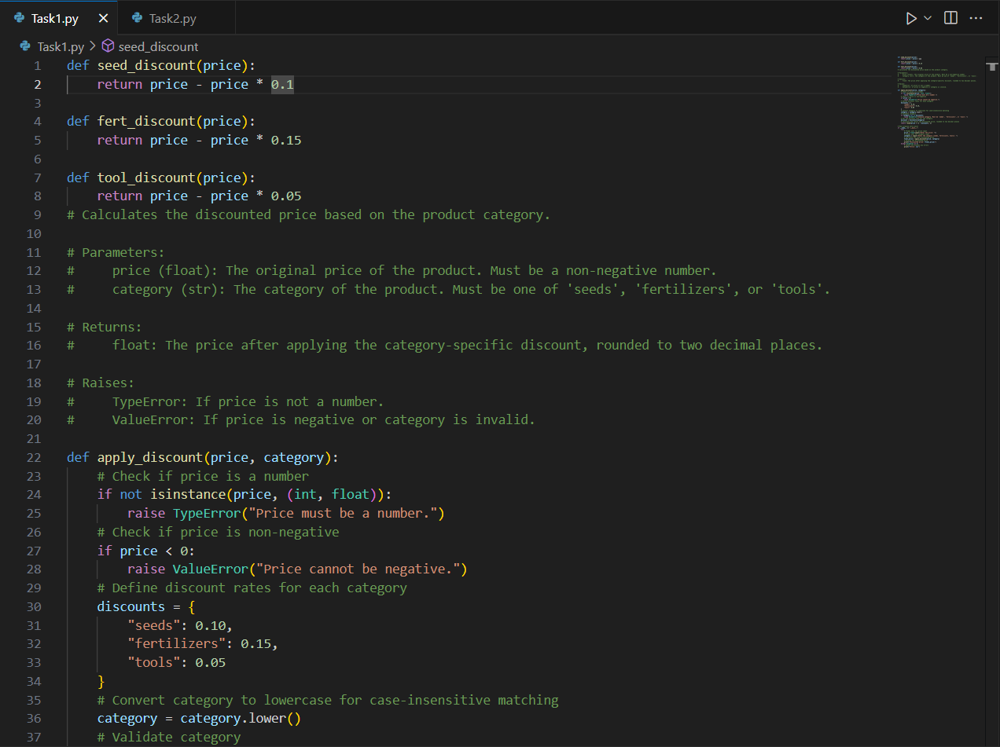 Task1.py
Task2.py
Task1.py > seed_discount
1 def seed_discount(price):
2     return price - price * 0.1
3
4 def fert_discount(price):
5     return price - price * 0.15
6
7 def tool_discount(price):
8     return price - price * 0.05
9 # Calculates the discounted price based on the product category.
10
11 # Parameters:
12 #     price (float): The original price of the product. Must be a non-negative number.
13 #     category (str): The category of the product. Must be one of 'seeds', 'fertilizers', or 'tools'.
14
15 # Returns:
16 #     float: The price after applying the category-specific discount, rounded to two decimal places.
17
18 # Raises:
19 #     TypeError: If price is not a number.
20 #     ValueError: If price is negative or category is invalid.
21
22 def apply_discount(price, category):
23     # Check if price is a number
24     if not isinstance(price, (int, float)):
25         raise TypeError("Price must be a number.")
26     # Check if price is non-negative
27     if price < 0:
28         raise ValueError("Price cannot be negative.")
29     # Define discount rates for each category
30     discounts = {
31         "seeds": 0.10,
32         "fertilizers": 0.15,
33         "tools": 0.05
34     }
35     # Convert category to lowercase for case-insensitive matching
36     category = category.lower()
37     # Validate category